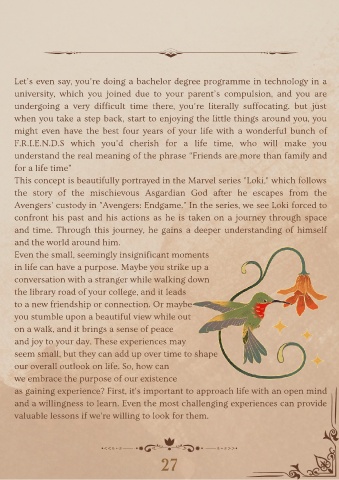 Let's even say, you're doing a bachelor degree programme in technology in a
university, which you joined due to your parent's compulsion, and you are
undergoing a very difficult time there, you're literally suffocating, but just
when you take a step back, start to enjoying the little things around you, you
might even have the best four years of your life with a wonderful bunch of
F.R.I.E.N.D.S which you'd cherish for a life time, who will make you
understand the real meaning of the phrase "Friends are more than family and
for a life time"
This concept is beautifully portrayed in the Marvel series "Loki," which follows
the story of the mischievous Asgardian God after he escapes from the
Avengers' custody in "Avengers: Endgame." In the series, we see Loki forced to
confront his past and his actions as he is taken on a journey through space
and time. Through this journey, he gains a deeper understanding of himself
and the world around him.
Even the small, seemingly insignificant moments
in life can have a purpose. Maybe you strike up a
conversation with a stranger while walking down
the library road of your college, and it leads
to a new friendship or connection. Or maybe
you stumble upon a beautiful view while out
on a walk, and it brings a sense of peace
and joy to your day. These experiences may
seem small, but they can add up over time to shape
our overall outlook on life. So, how can
we embrace the purpose of our existence
as gaining experience? First, it's important to approach life with an open mind
and a willingness to learn. Even the most challenging experiences can provide
valuable lessons if we're willing to look for them.
27